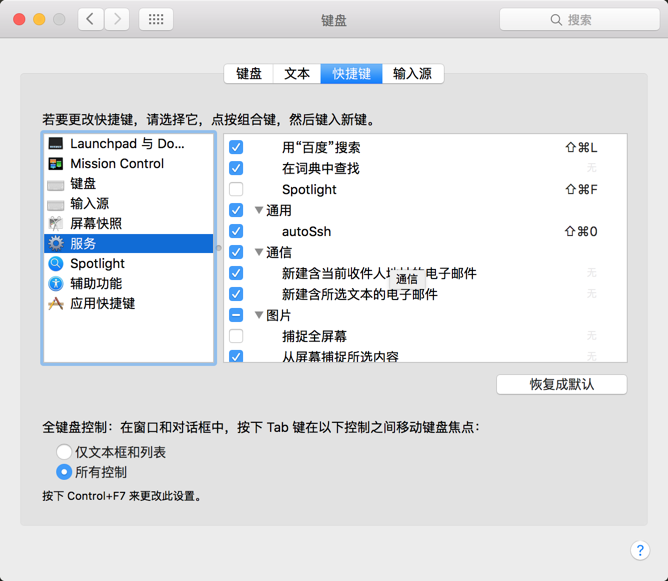 键盘
搜索
键盘 文本 快捷键 输入源
若要更改快捷键，请选择它，点按组合键，然后键入新键。
Launchpad 与 Do...
Mission Control
键盘
输入源
屏幕快照
服务
Spotlight
辅助功能
应用快捷键
用“百度”搜索 ⇧⌘L
在词典中查找 无
Spotlight ⇧⌘F
通用
autoSsh ⇧⌘0
通信
新建含当前收件人地址的电子邮件 无
通信
新建含所选文本的电子邮件 无
图片
捕捉全屏幕 无
从屏幕捕捉所选内容 无
恢复成默认
全键盘控制：在窗口和对话框中，按下 Tab 键在以下控制之间移动键盘焦点：
仅文本框和列表
所有控制
按下 Control+F7 来更改此设置。
?